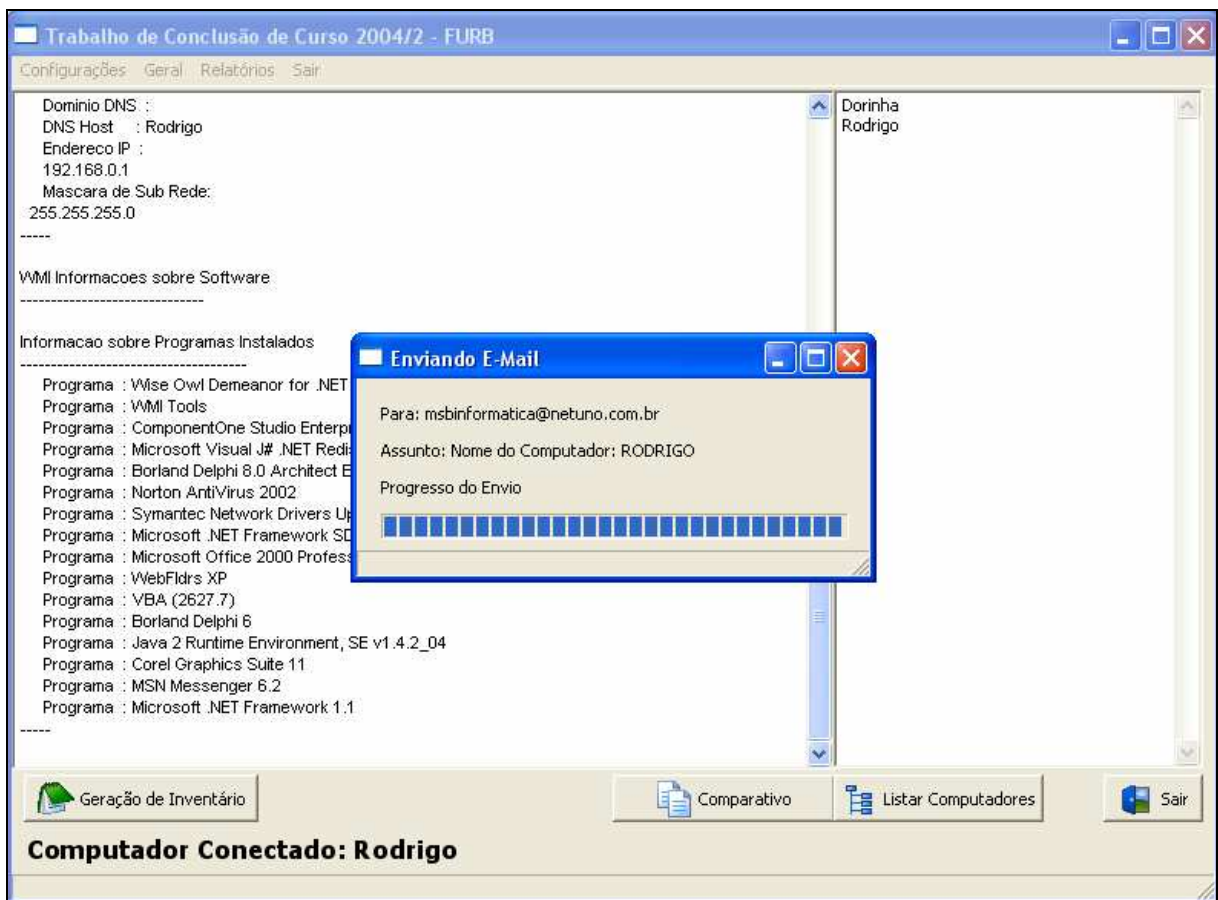 Trabalho de Conclusão de Curso 2004/2 - FURB
Configurações Geral Relatórios Sair
Dominio DNS :
DNS Host : Rodrigo
Endereco IP :
192.168.0.1
Mascara de Sub Rede:
255.255.255.0
-----
WMI Informacoes sobre Software
------------------------------
Informacao sobre Programas Instalados
-------------------------------------
Programa : Wise Owl Demeanor for .NET
Programa : WMI Tools
Programa : ComponentOne Studio
Programa : Microsoft Visual J# .NET
Programa : Borland Delphi 8.0 Architect
Programa : Norton AntiVirus 2002
Programa : Symantec Network Drivers
Programa : Microsoft .NET Framework
Programa : Microsoft Office 2000
Programa : WebFldrs XP
Programa : VBA (2627.7)
Programa : Borland Delphi 6
Programa : Java 2 Runtime Environment, SE v1.4.2_04
Programa : Corel Graphics Suite 11
Programa : MSN Messenger 6.2
Programa : Microsoft .NET Framework 1.1
-----
Dorinha
Rodrigo
Enviando E-Mail
Para: msbinformatica@netuno.com.br
Assunto: Nome do Computador: RODRIGO
Progresso do Envio
Geração de Inventário
Comparativo
Listar Computadores
Sair
Computador Conectado: Rodrigo